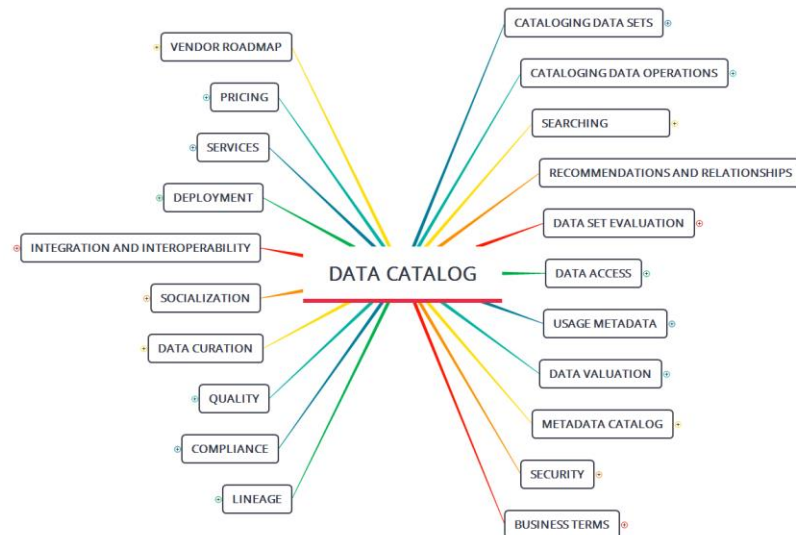 VENDOR ROADMAP
PRICING
SERVICES
DEPLOYMENT
INTEGRATION AND INTEROPERABILITY
SOCIALIZATION
DATA CURATION
QUALITY
COMPLIANCE
LINEAGE
DATA CATALOG
CATALOGING DATA SETS
CATALOGING DATA OPERATIONS
SEARCHING
RECOMMENDATIONS AND RELATIONSHIPS
DATA SET EVALUATION
DATA ACCESS
USAGE METADATA
DATA VALUATION
METADATA CATALOG
SECURITY
BUSINESS TERMS